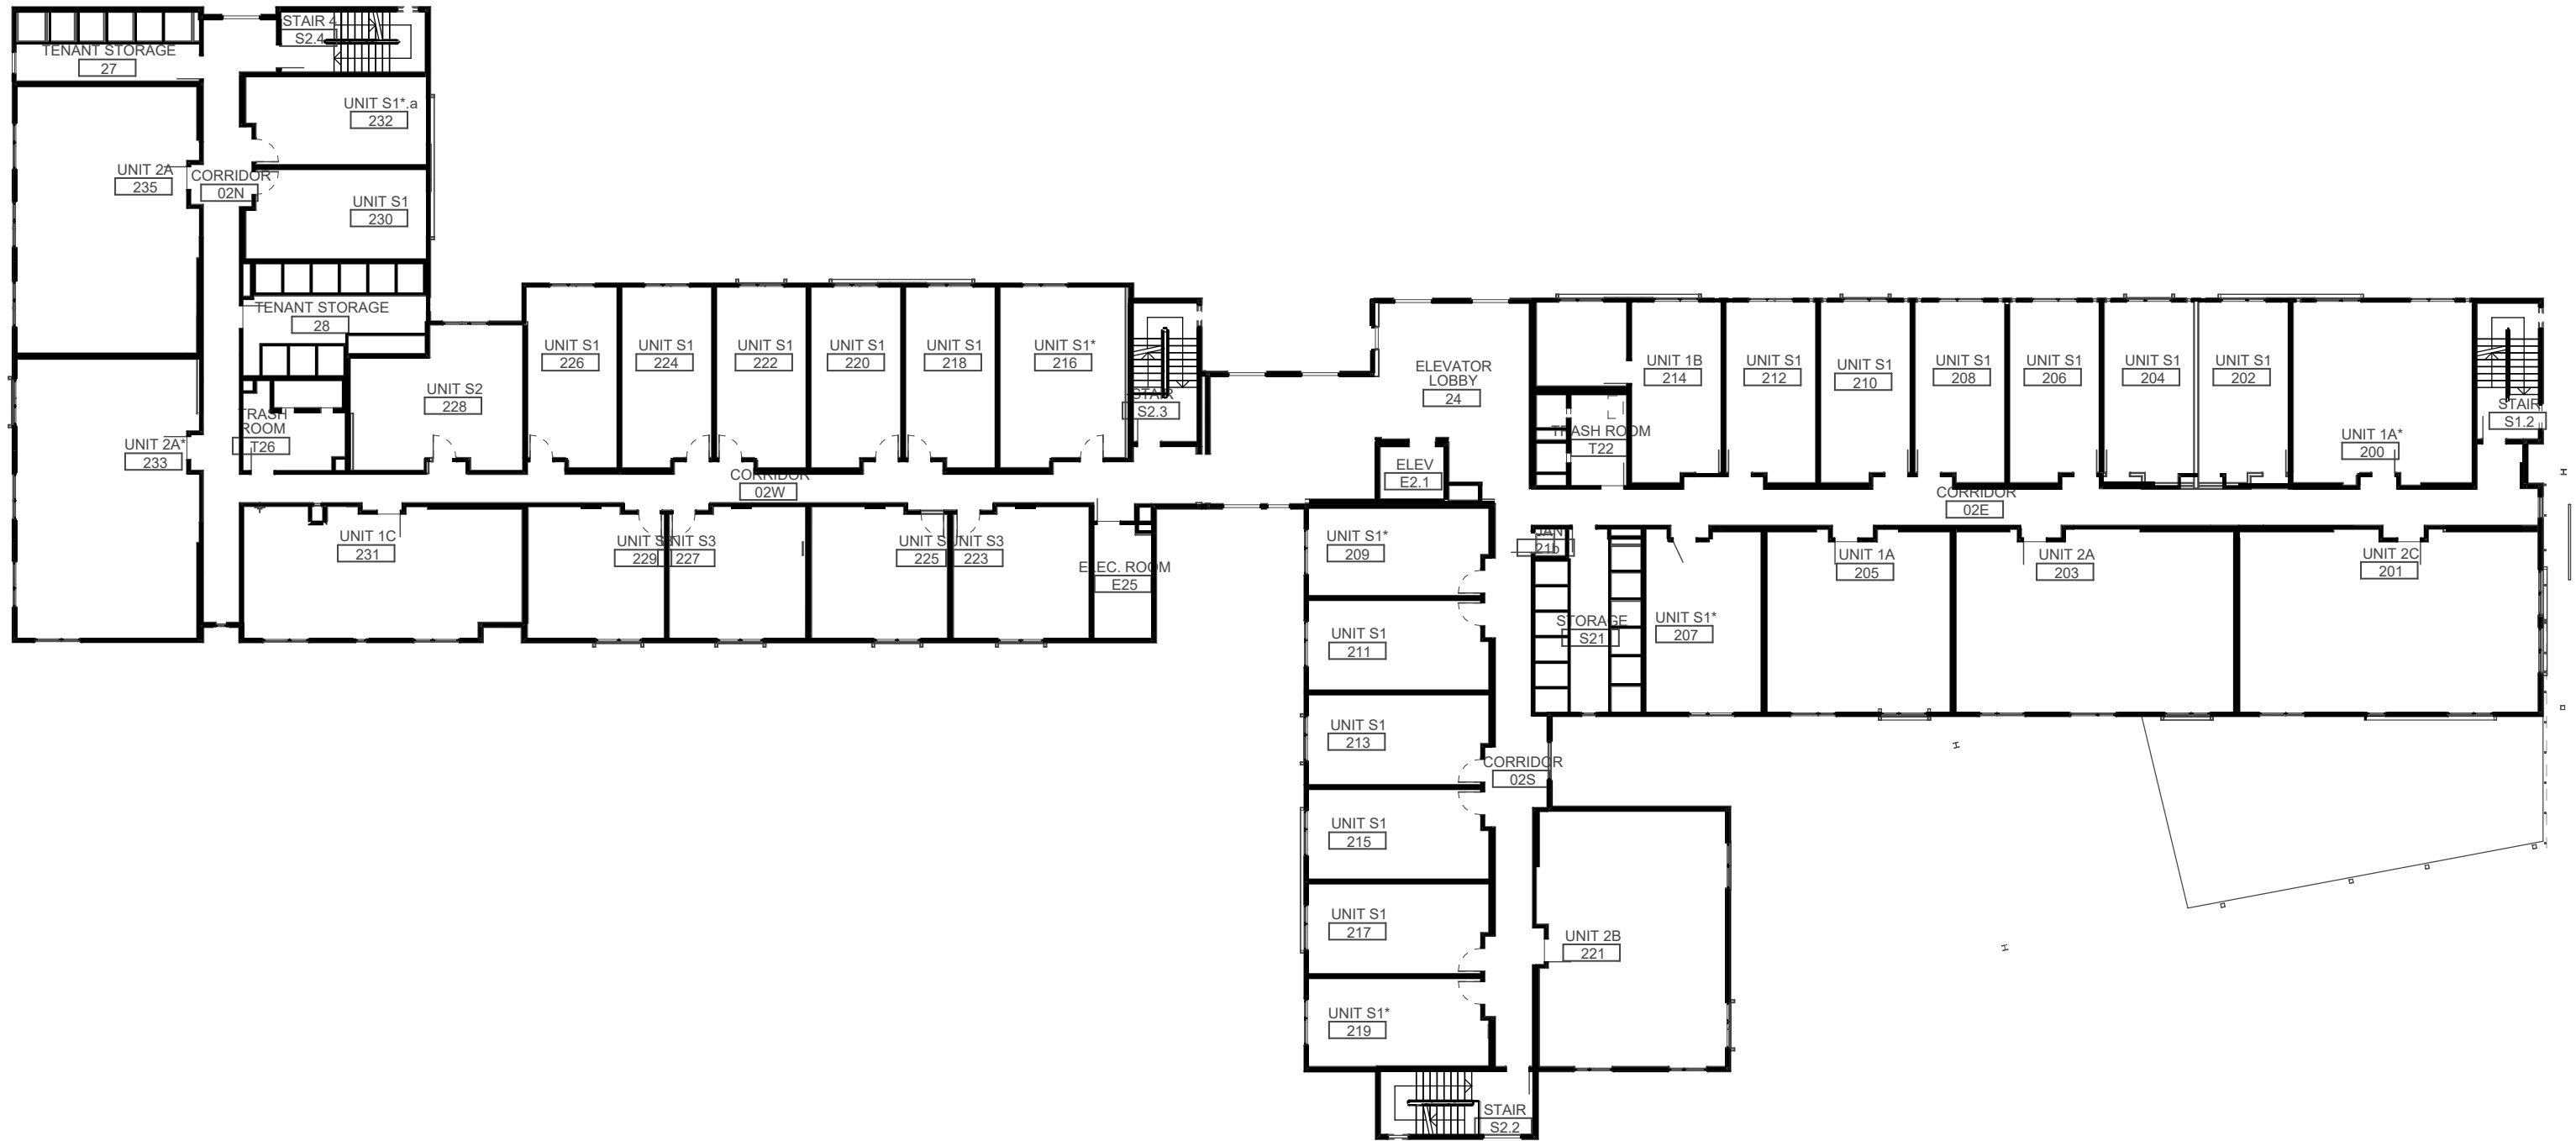 STAIR 4
S2.4
TENANT STORAGE
27
UNIT S1*.a
232
UNIT 2A
235
CORRIDOR
02N
UNIT S1
230
TENANT STORAGE
28
UNIT S2
228
TRASH
ROOM
T26
UNIT 2A*
233
UNIT S1
226
UNIT S1
224
UNIT S1
222
UNIT S1
220
UNIT S1
218
UNIT S1*
216
STAIR
S2.3
CORRIDOR
02W
UNIT 1C
231
UNIT S
229
UNIT S3
227
UNIT S
225
UNIT S3
223
ELEC. ROOM
E25
ELEVATOR
LOBBY
24
ELEV
E2.1
TRASH ROOM
T22
UNIT 1B
214
UNIT S1
212
UNIT S1
210
UNIT S1
208
UNIT S1
206
UNIT S1
204
UNIT S1
202
UNIT 1A*
200
STAIR
S1.2
CORRIDOR
02E
JAN
21b
STORAGE
S21
UNIT S1*
207
UNIT 1A
205
UNIT 2A
203
UNIT 2C
201
UNIT S1*
209
UNIT S1
211
UNIT S1
213
CORRIDOR
02S
UNIT S1
215
UNIT S1
217
UNIT 2B
221
UNIT S1*
219
STAIR
S2.2